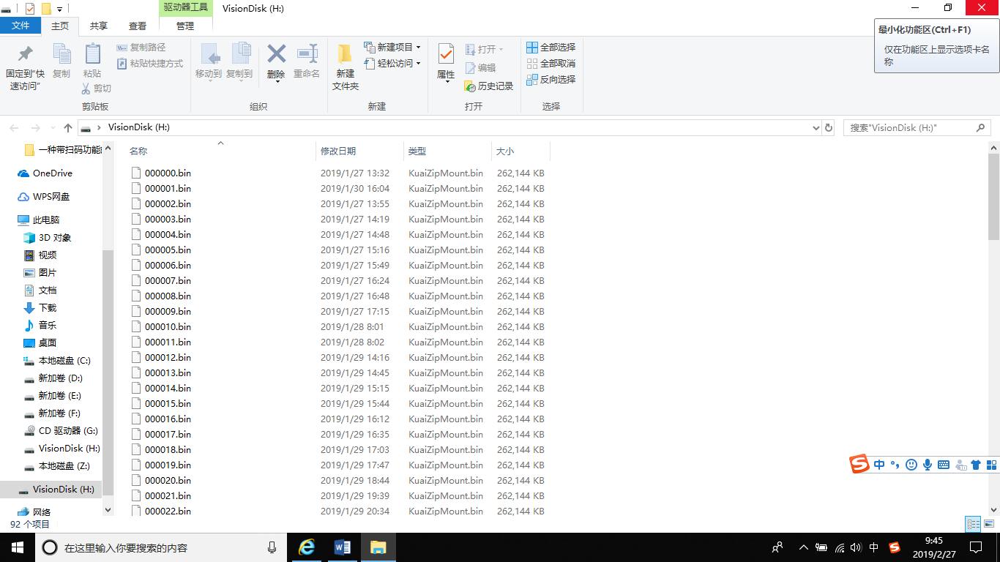 驱动器工具
VisionDisk (H:)
文件
主页
共享
查看
管理
最小化功能区(Ctrl+F1)
仅在功能区上显示选项卡名
称
固定到"快
速访问"
复制
粘贴
复制路径
粘贴快捷方式
剪切
剪贴板
移动到
复制到
删除
重命名
组织
新建
文件夹
新建项目
轻松访问
新建
属性
打开
编辑
历史记录
打开
全部选择
全部取消
反向选择
选择
VisionDisk (H:)
搜索"VisionDisk (H:)"
一种带扫码功能
OneDrive
WPS网盘
此电脑
3D 对象
视频
图片
文档
下载
音乐
桌面
本地磁盘 (C:)
新加卷 (D:)
新加卷 (E:)
新加卷 (F:)
CD 驱动器 (G:)
VisionDisk (H:)
本地磁盘 (Z:)
VisionDisk (H:)
网络
名称 修改日期 类型 大小
000000.bin 2019/1/27 13:32 KuaiZipMount.bin 262,144 KB
000001.bin 2019/1/30 16:04 KuaiZipMount.bin 262,144 KB
000002.bin 2019/1/27 13:55 KuaiZipMount.bin 262,144 KB
000003.bin 2019/1/27 14:19 KuaiZipMount.bin 262,144 KB
000004.bin 2019/1/27 14:48 KuaiZipMount.bin 262,144 KB
000005.bin 2019/1/27 15:16 KuaiZipMount.bin 262,144 KB
000006.bin 2019/1/27 15:49 KuaiZipMount.bin 262,144 KB
000007.bin 2019/1/27 16:24 KuaiZipMount.bin 262,144 KB
000008.bin 2019/1/27 16:48 KuaiZipMount.bin 262,144 KB
000009.bin 2019/1/27 17:15 KuaiZipMount.bin 262,144 KB
000010.bin 2019/1/28 8:01 KuaiZipMount.bin 262,144 KB
000011.bin 2019/1/28 8:02 KuaiZipMount.bin 262,144 KB
000012.bin 2019/1/29 14:16 KuaiZipMount.bin 262,144 KB
000013.bin 2019/1/29 14:45 KuaiZipMount.bin 262,144 KB
000014.bin 2019/1/29 15:15 KuaiZipMount.bin 262,144 KB
000015.bin 2019/1/29 15:44 KuaiZipMount.bin 262,144 KB
000016.bin 2019/1/29 16:12 KuaiZipMount.bin 262,144 KB
000017.bin 2019/1/29 16:35 KuaiZipMount.bin 262,144 KB
000018.bin 2019/1/29 17:03 KuaiZipMount.bin 262,144 KB
000019.bin 2019/1/29 17:47 KuaiZipMount.bin 262,144 KB
000020.bin 2019/1/29 18:44 KuaiZipMount.bin 262,144 KB
000021.bin 2019/1/29 19:39 KuaiZipMount.bin 262,144 KB
000022.bin 2019/1/29 20:34 KuaiZipMount.bin 262,144 KB
中
92 个项目
在这里输入你要搜索的内容
中
9:45
2019/2/27